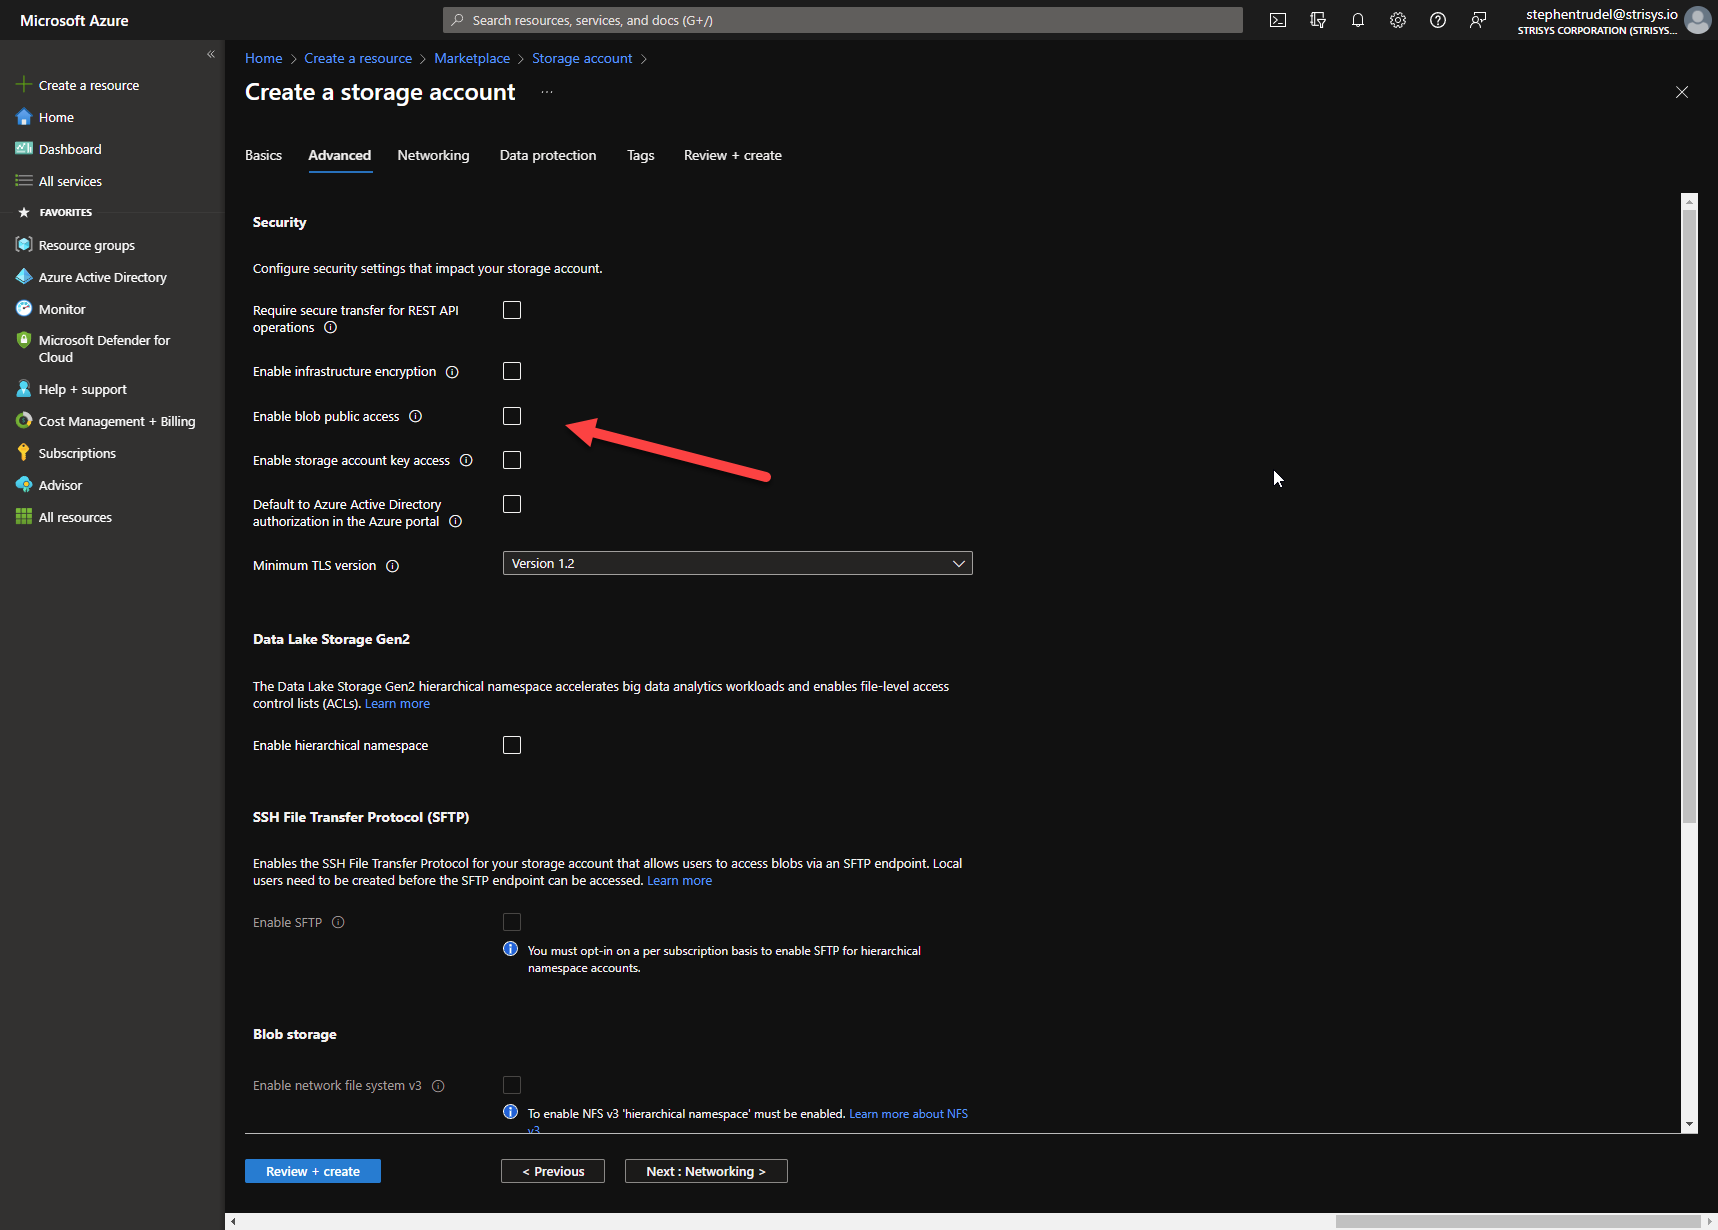 Microsoft Azure
Search resources, services, and docs (G+/)
stephentrudel@strisys.io
STRISYS CORPORATION (STRISYS...
«
Create a resource
Home
Dashboard
All services
FAVORITES
Resource groups
Azure Active Directory
Monitor
Microsoft Defender for
Cloud
Help + support
Cost Management + Billing
Subscriptions
Advisor
All resources
Home > Create a resource > Marketplace > Storage account >
Create a storage account ...
Basics
Advanced
Networking
Data protection
Tags
Review + create
Security
Configure security settings that impact your storage account.
Require secure transfer for REST API
operations
Enable infrastructure encryption
Enable blob public access
Enable storage account key access
Default to Azure Active Directory
authorization in the Azure portal
Minimum TLS version
Version 1.2
Data Lake Storage Gen2
The Data Lake Storage Gen2 hierarchical namespace accelerates big data analytics workloads and enables file-level access
control lists (ACLs). Learn more
Enable hierarchical namespace
SSH File Transfer Protocol (SFTP)
Enables the SSH File Transfer Protocol for your storage account that allows users to access blobs via an SFTP endpoint. Local
users need to be created before the SFTP endpoint can be accessed. Learn more
Enable SFTP
You must opt-in on a per subscription basis to enable SFTP for hierarchical
namespace accounts.
Blob storage
Enable network file system v3
To enable NFS v3 'hierarchical namespace' must be enabled. Learn more about NFS
v3
Review + create
< Previous
Next : Networking >